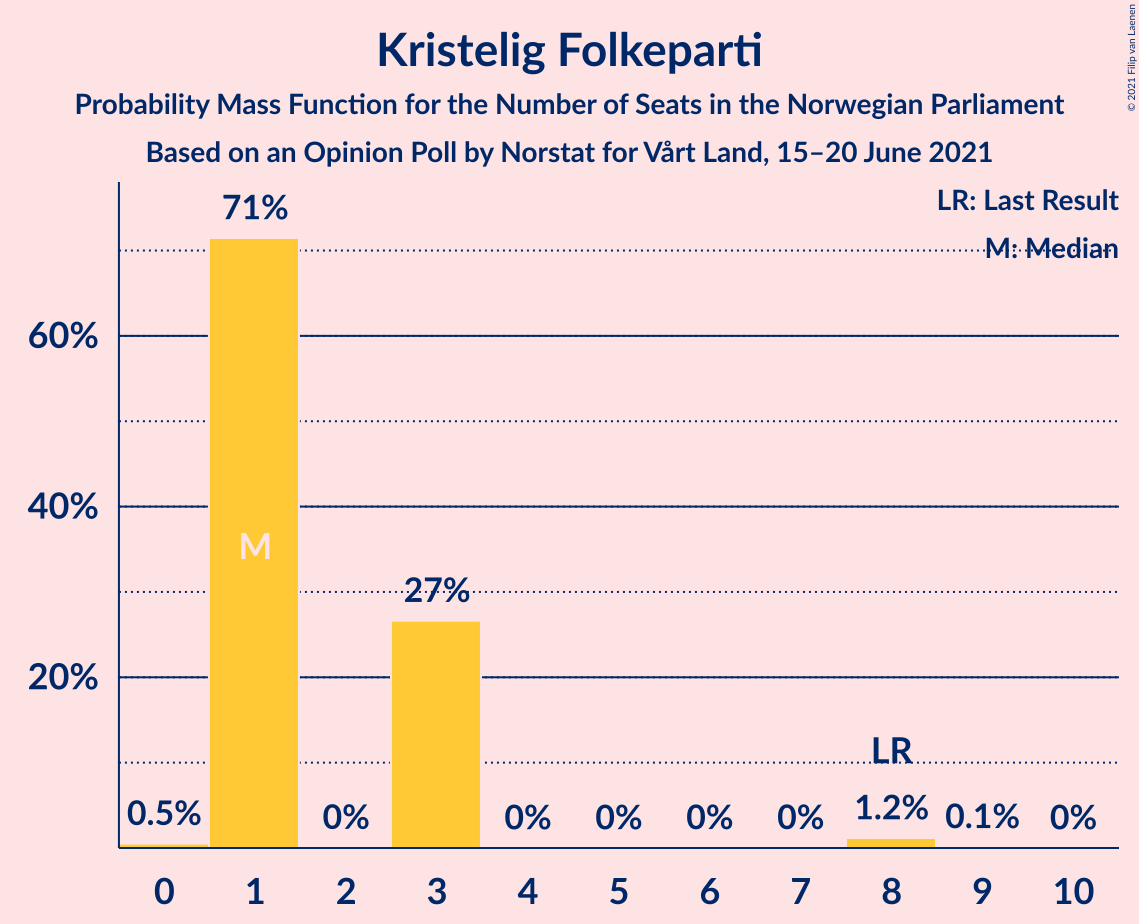 Kristelig Folkeparti
Probability Mass Function for the Number of Seats in the Norwegian Parliament
Based on an Opinion Poll by Norstat for Vårt Land, 15–20 June 2021
© 2021 Filip van Laenen
LR: Last Result
M: Median
71%
60%
40%
M
27%
20%
LR
0.5%
0%
0%
0%
0%
0%
1.2%
0.1%
0%
0 1 2 3 4 5 6 7 8 9 10